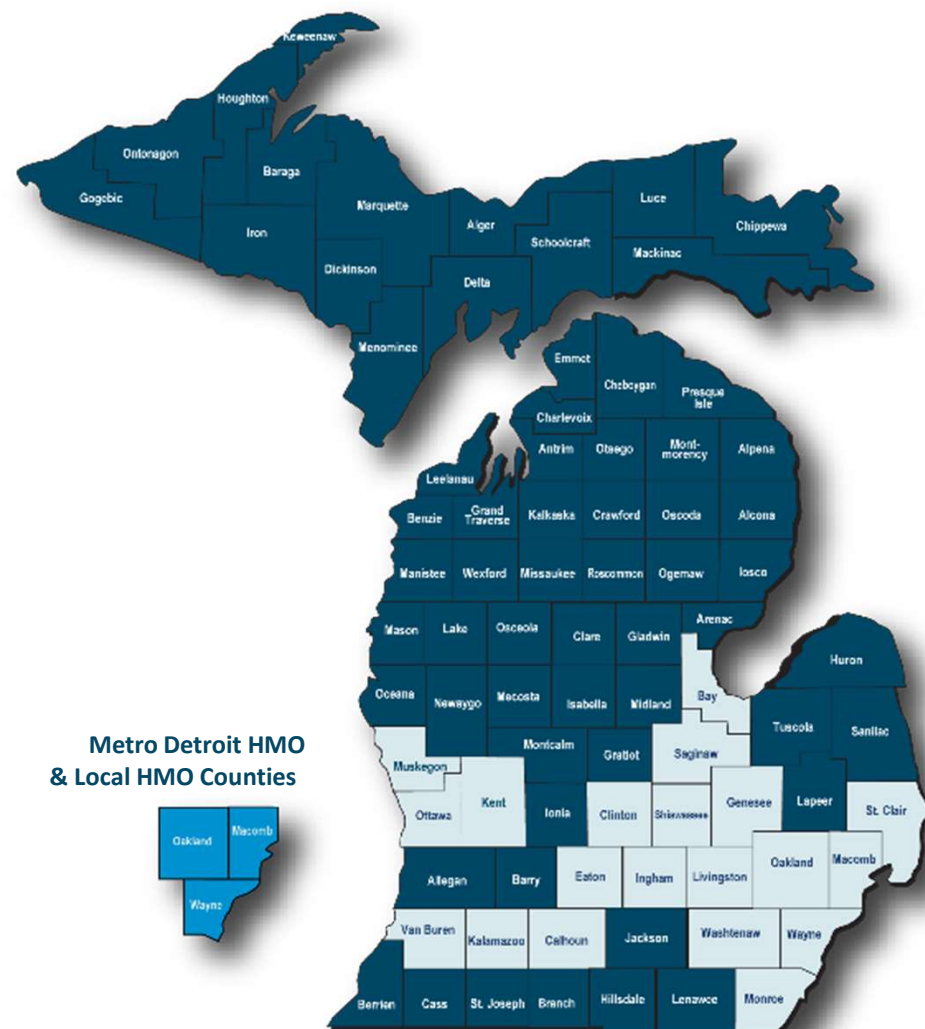 Keweenaw
Houghton
Ontonagon
Baraga
Gogebic
Marquette
Luce
Alger
Chippewa
Iron
Schoolcraft
Mackinac
Dickinson
Delta
Menominee
Emmet
Cheboygan
Presque
Isle
Charlevoix
Antrim
Otsego
Mont-
morency
Alpena
Leelanau
Benzie
Grand
Traverse
Kalkaska
Crawford
Oscoda
Alcona
Manistee
Wexford
Missaukee
Roscommon
Ogemaw
Iosco
Mason
Lake
Osceola
Clare
Gladwin
Arenac
Huron
Oceana
Newaygo
Mecosta
Isabella
Midland
Bay
Tuscola
Sanilac
Metro Detroit HMO
& Local HMO Counties
Montcalm
Gratiot
Saginaw
Muskegon
Ottawa
Kent
Ionia
Clinton
Shiawassee
Genesee
Lapeer
St. Clair
Oakland
Macomb
Wayne
Allegan
Barry
Eaton
Ingham
Livingston
Oakland
Macomb
Van Buren
Kalamazoo
Calhoun
Jackson
Washtenaw
Wayne
Berrien
Cass
St. Joseph
Branch
Hillsdale
Lenawee
Monroe